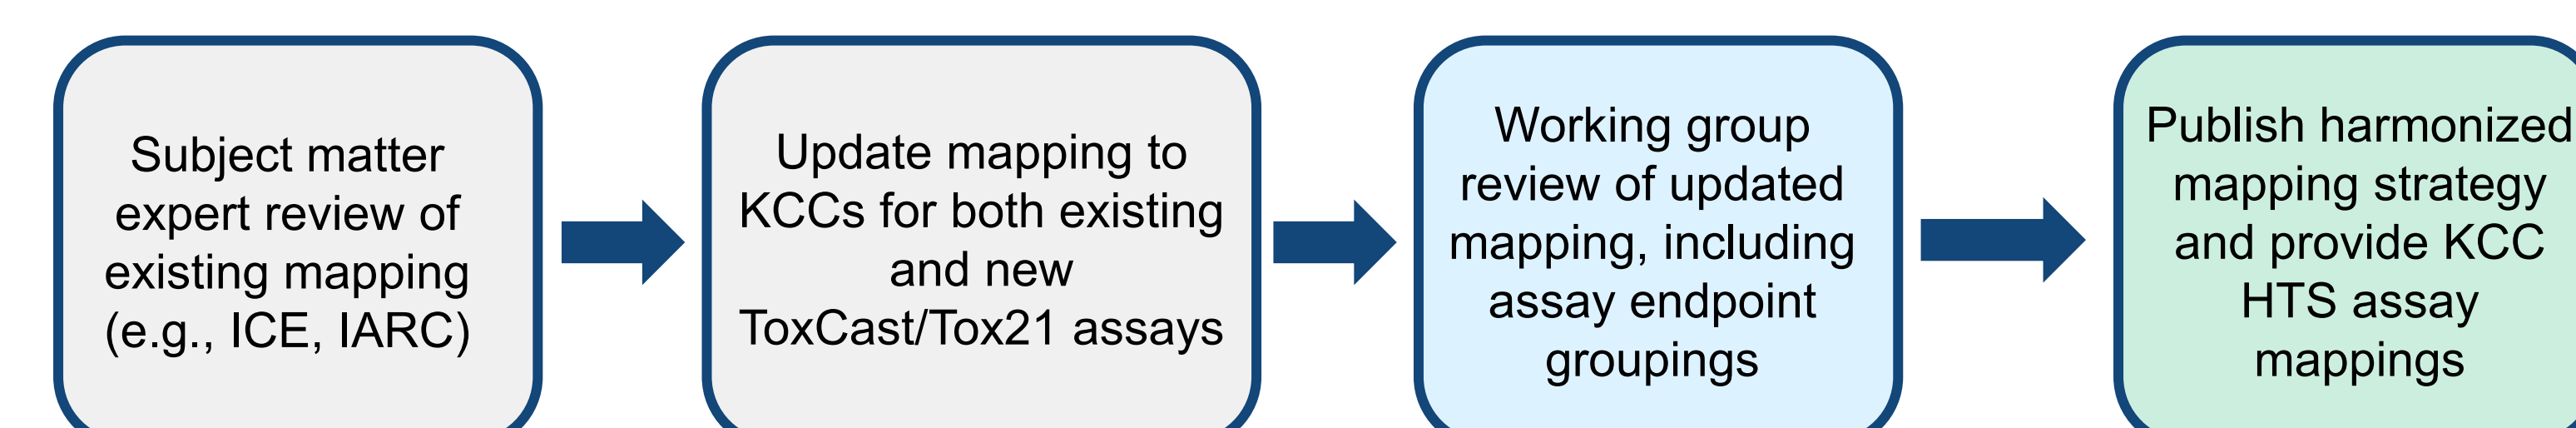 Subject matter
expert review of
existing mapping
(e.g., ICE, IARC)
Update mapping to
KCCs for both existing
and new
ToxCast/Tox21 assays
Working group
review of updated
mapping, including
assay endpoint
groupings
Publish harmonized
mapping strategy
and provide KCC
HTS assay
mappings